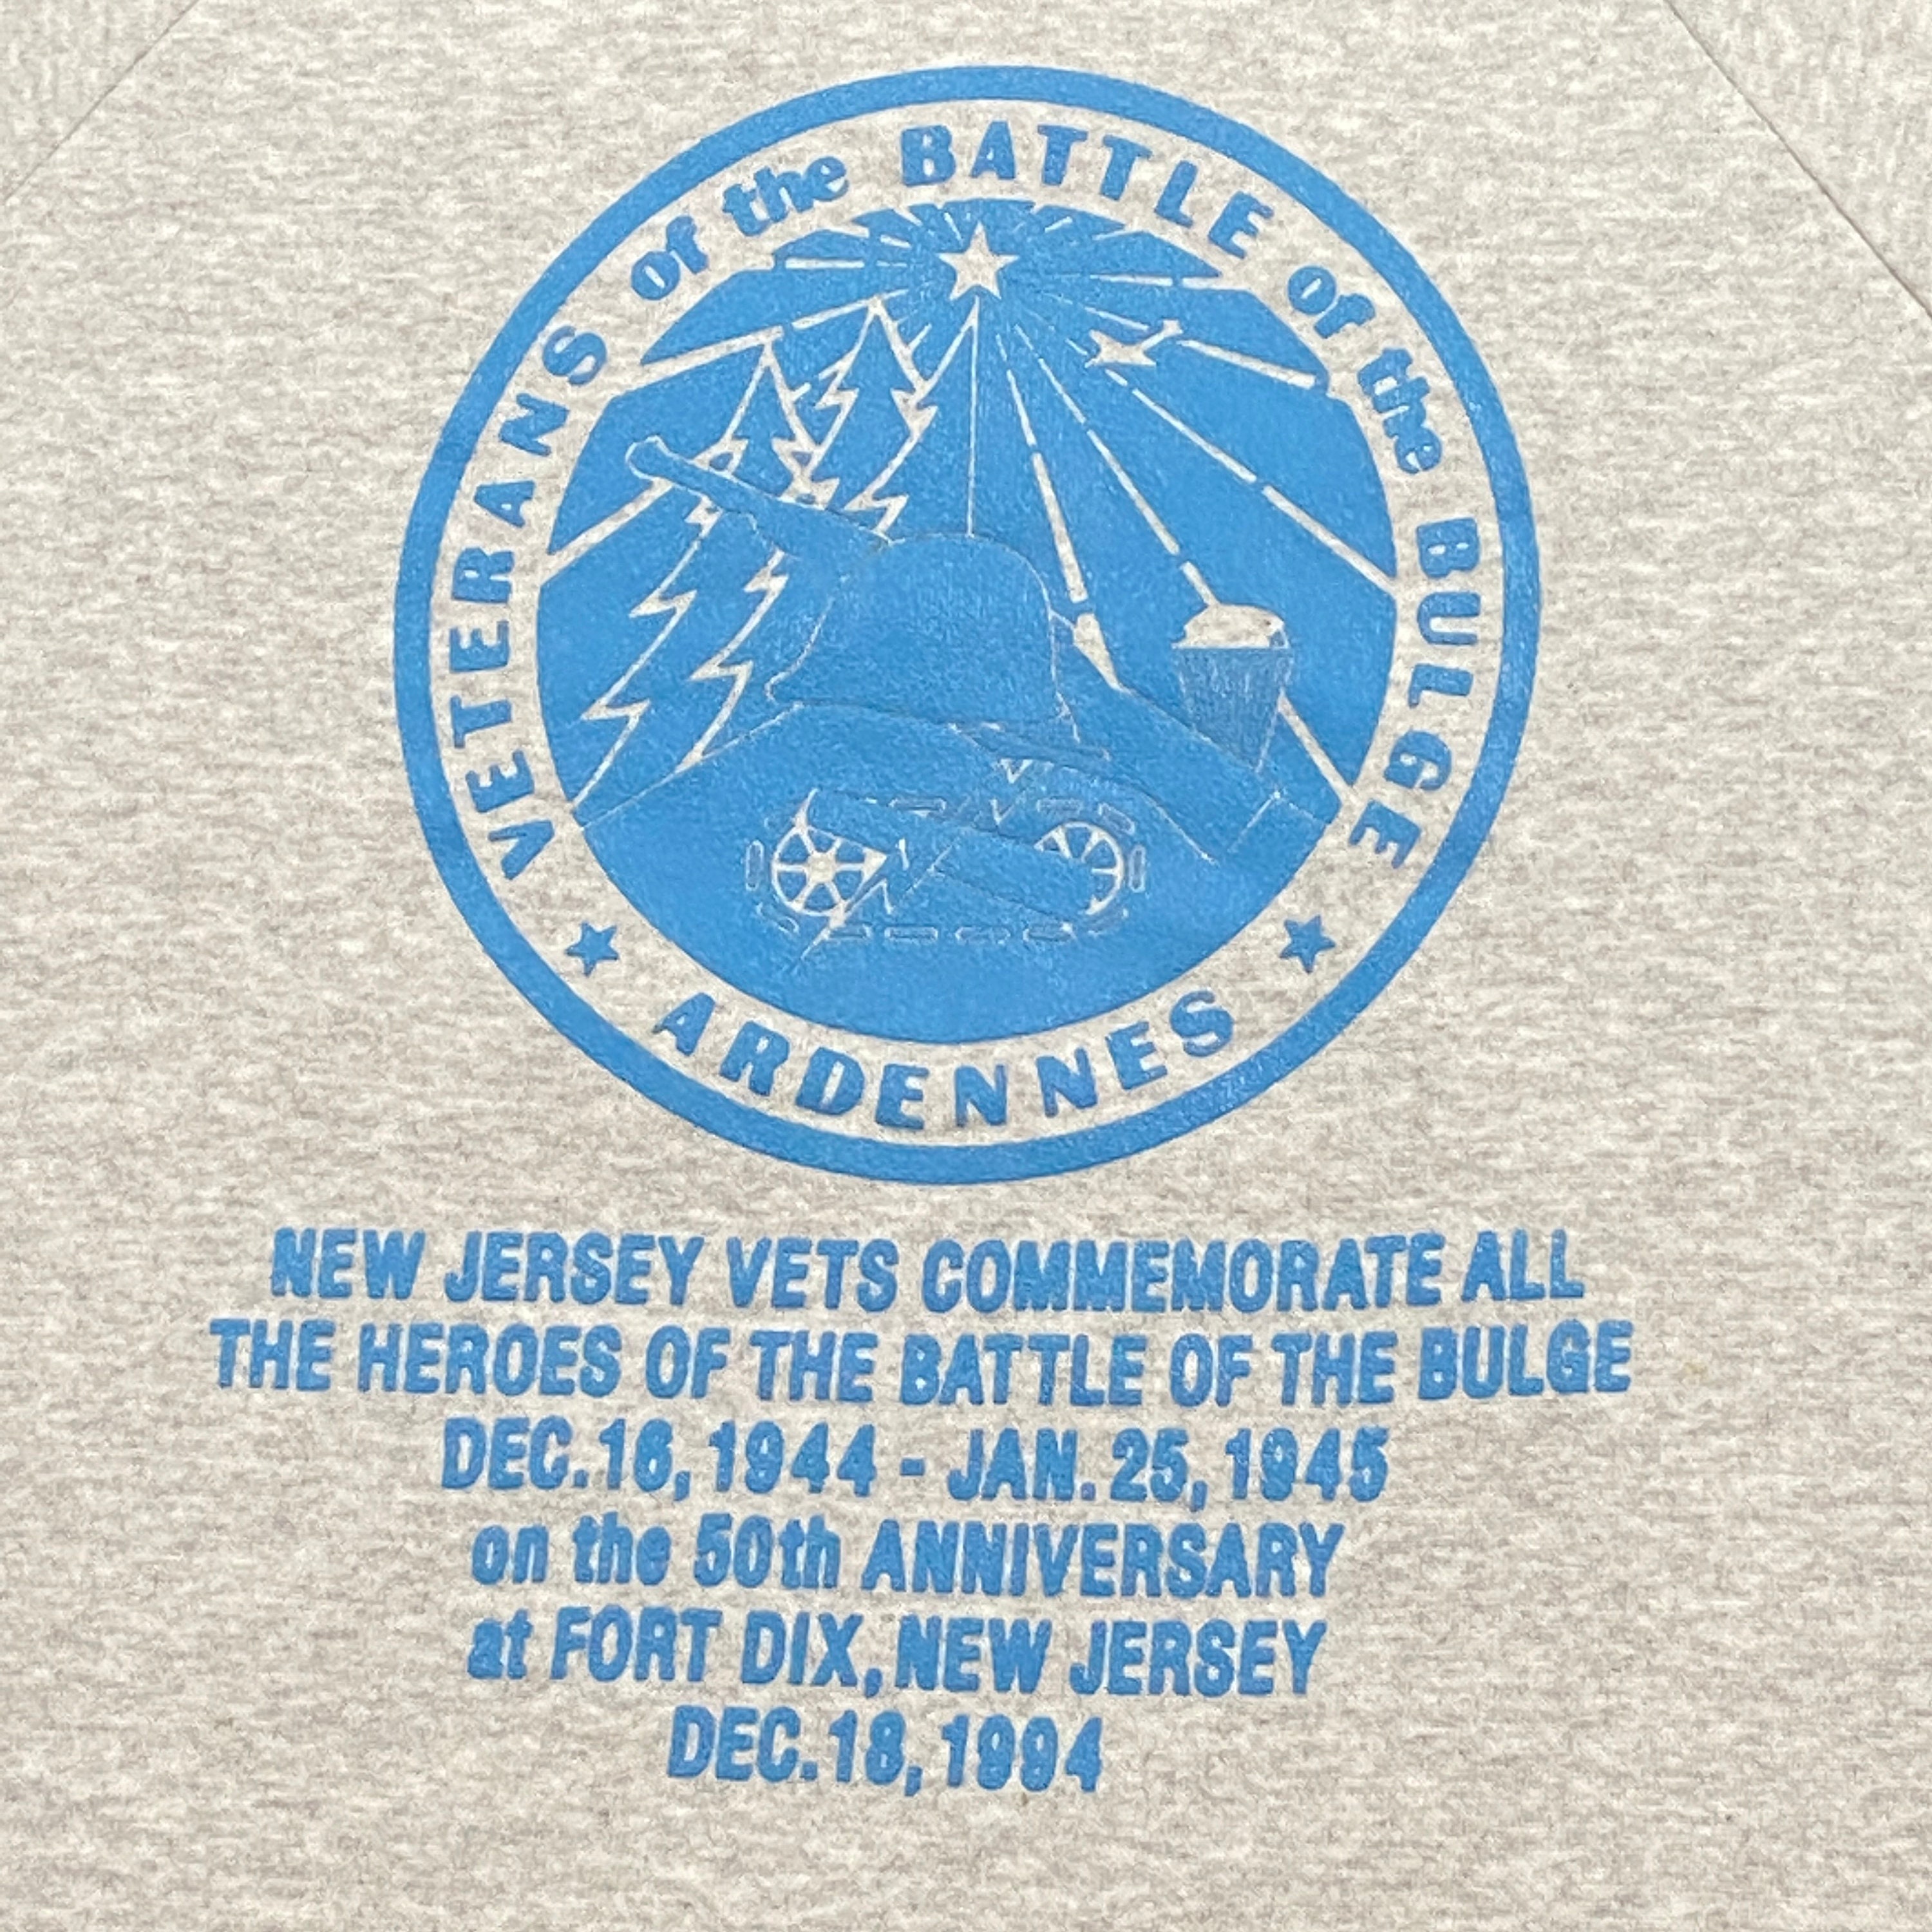 VETERANS of the BATTLE of the BULGE
ARDENNES
NEW JERSEY VETS COMMEMORATE ALL
THE HEROES OF THE BATTLE OF THE BULGE
DEC.16, 1944 - JAN. 25, 1945
on the 50th ANNIVERSARY
at FORT DIX, NEW JERSEY
DEC.18, 1994